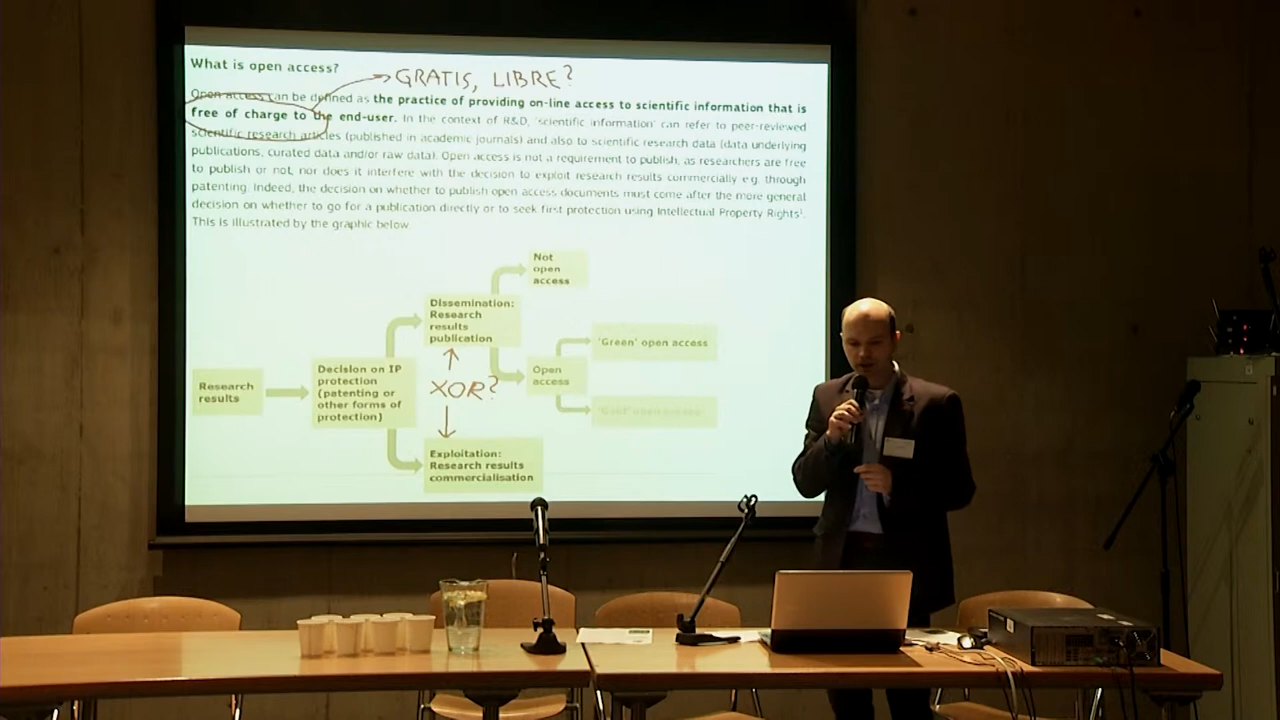 What is open access?
GRATIS, LIBRE?
Open access can be defined as the practice of providing on-line access to scientific information that is
free of charge to the end-user. In the context of R&D, 'scientific information' can refer to peer-reviewed
scientific research articles (published in academic journals) and also to scientific research data (data underlying
publications, curated data and/or raw data). Open access is not a requirement to publish, as researchers are free
to publish or not, nor does it interfere with the decision to exploit research results commercially e.g. through
patenting. Indeed, the decision on whether to publish open access documents must come after the more general
decision on whether to go for a publication directly or to seek first protection using Intellectual Property Rights¹.
This is illustrated by the graphic below.
Not
open
access
Dissemination:
Research
results
publication
'Green' open access
Open
access
'Gold' open access
Research
results
Decision on IP
protection
(patenting or
other forms of
protection)
XOR?
Exploitation:
Research results
commercialisation